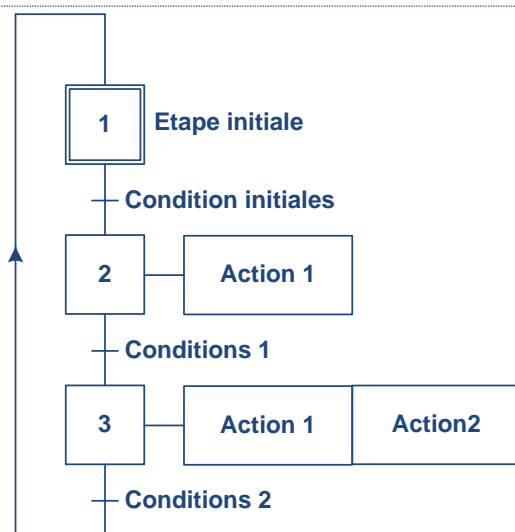 1 Etape initiale
Condition initiales
2 Action 1
Conditions 1
3 Action 1 Action2
Conditions 2